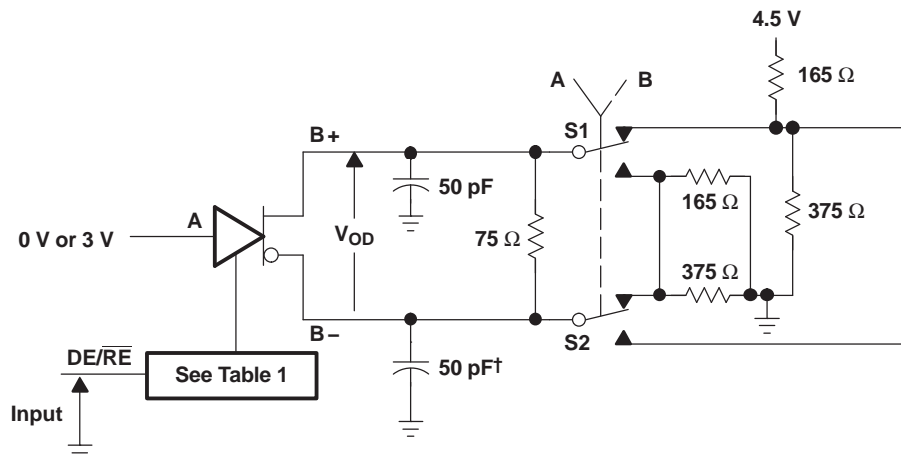 4.5 V
165 Ω
A
B
S1
B+
50 pF
165 Ω
A
V_OD
75 Ω
375 Ω
0 V or 3 V
375 Ω
B−
S2
DE/R̅E̅
See Table 1
50 pF†
Input